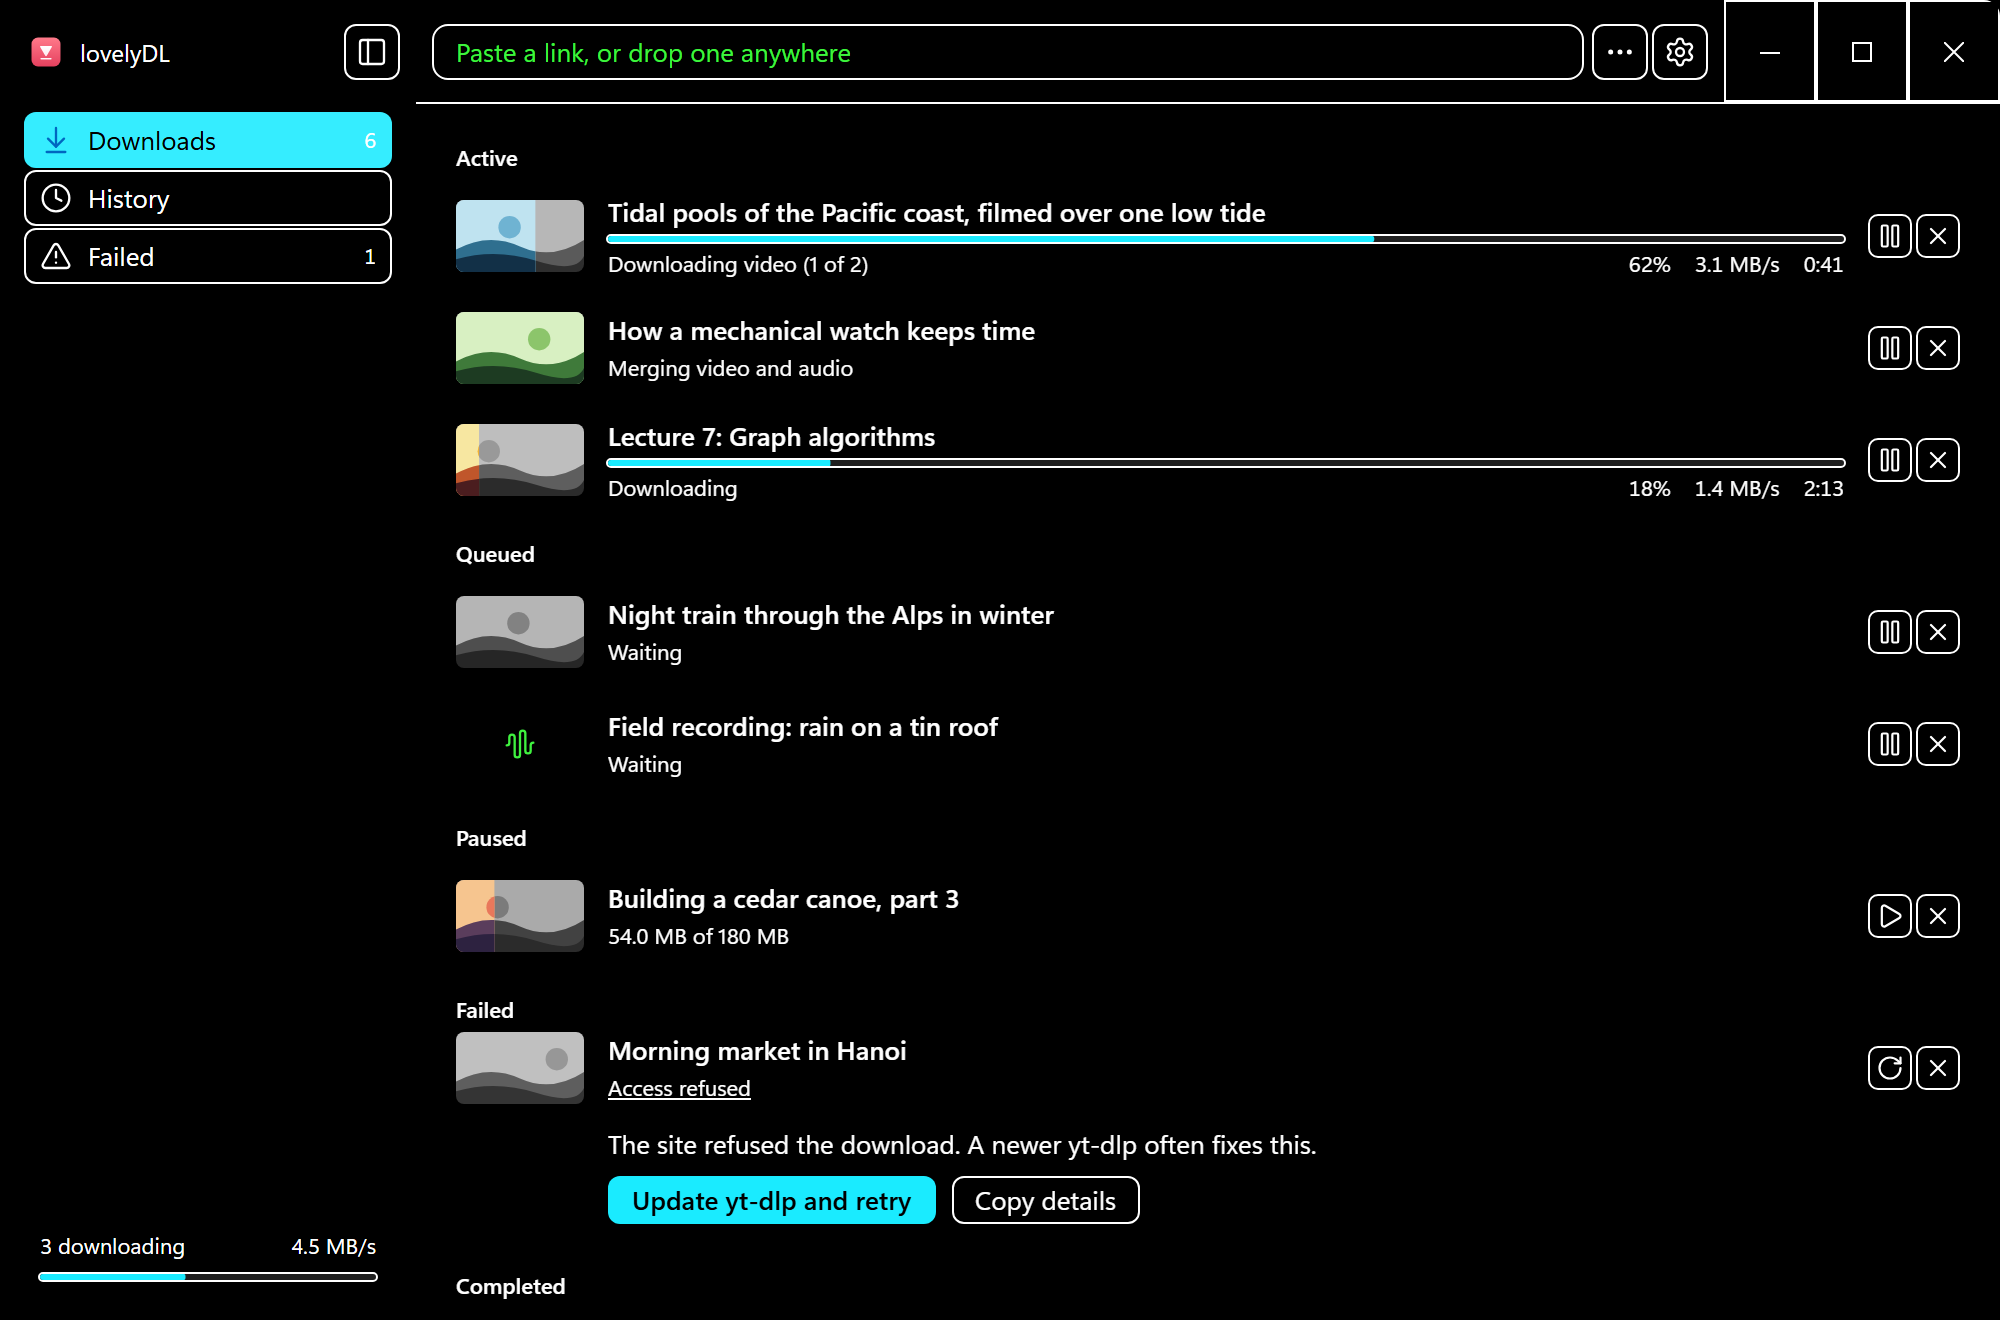 lovelyDL
Paste a link, or drop one anywhere
Downloads 6
History
Failed 1
Active
Tidal pools of the Pacific coast, filmed over one low tide
Downloading video (1 of 2) 62% 3.1 MB/s 0:41
How a mechanical watch keeps time
Merging video and audio
Lecture 7: Graph algorithms
Downloading 18% 1.4 MB/s 2:13
Queued
Night train through the Alps in winter
Waiting
Field recording: rain on a tin roof
Waiting
Paused
Building a cedar canoe, part 3
54.0 MB of 180 MB
Failed
Morning market in Hanoi
Access refused
The site refused the download. A newer yt-dlp often fixes this.
Update yt-dlp and retry Copy details
3 downloading 4.5 MB/s
Completed